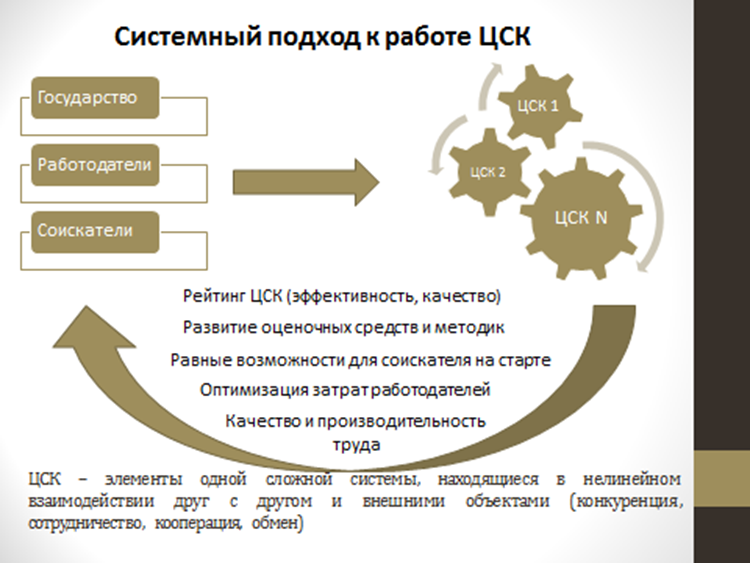 Системный подход к работе ЦСК
Государство
Работодатели
Соискатели
ЦСК 1
ЦСК 2
ЦСК N
Рейтинг ЦСК (эффективность, качество)
Развитие оценочных средств и методик
Равные возможности для соискателя на старте
Оптимизация затрат работодателей
Качество и производительность
труда
ЦСК – элементы одной сложной системы, находящиеся в нелинейном
взаимодействии друг с другом и внешними объектами (конкуренция,
сотрудничество, кооперация, обмен)